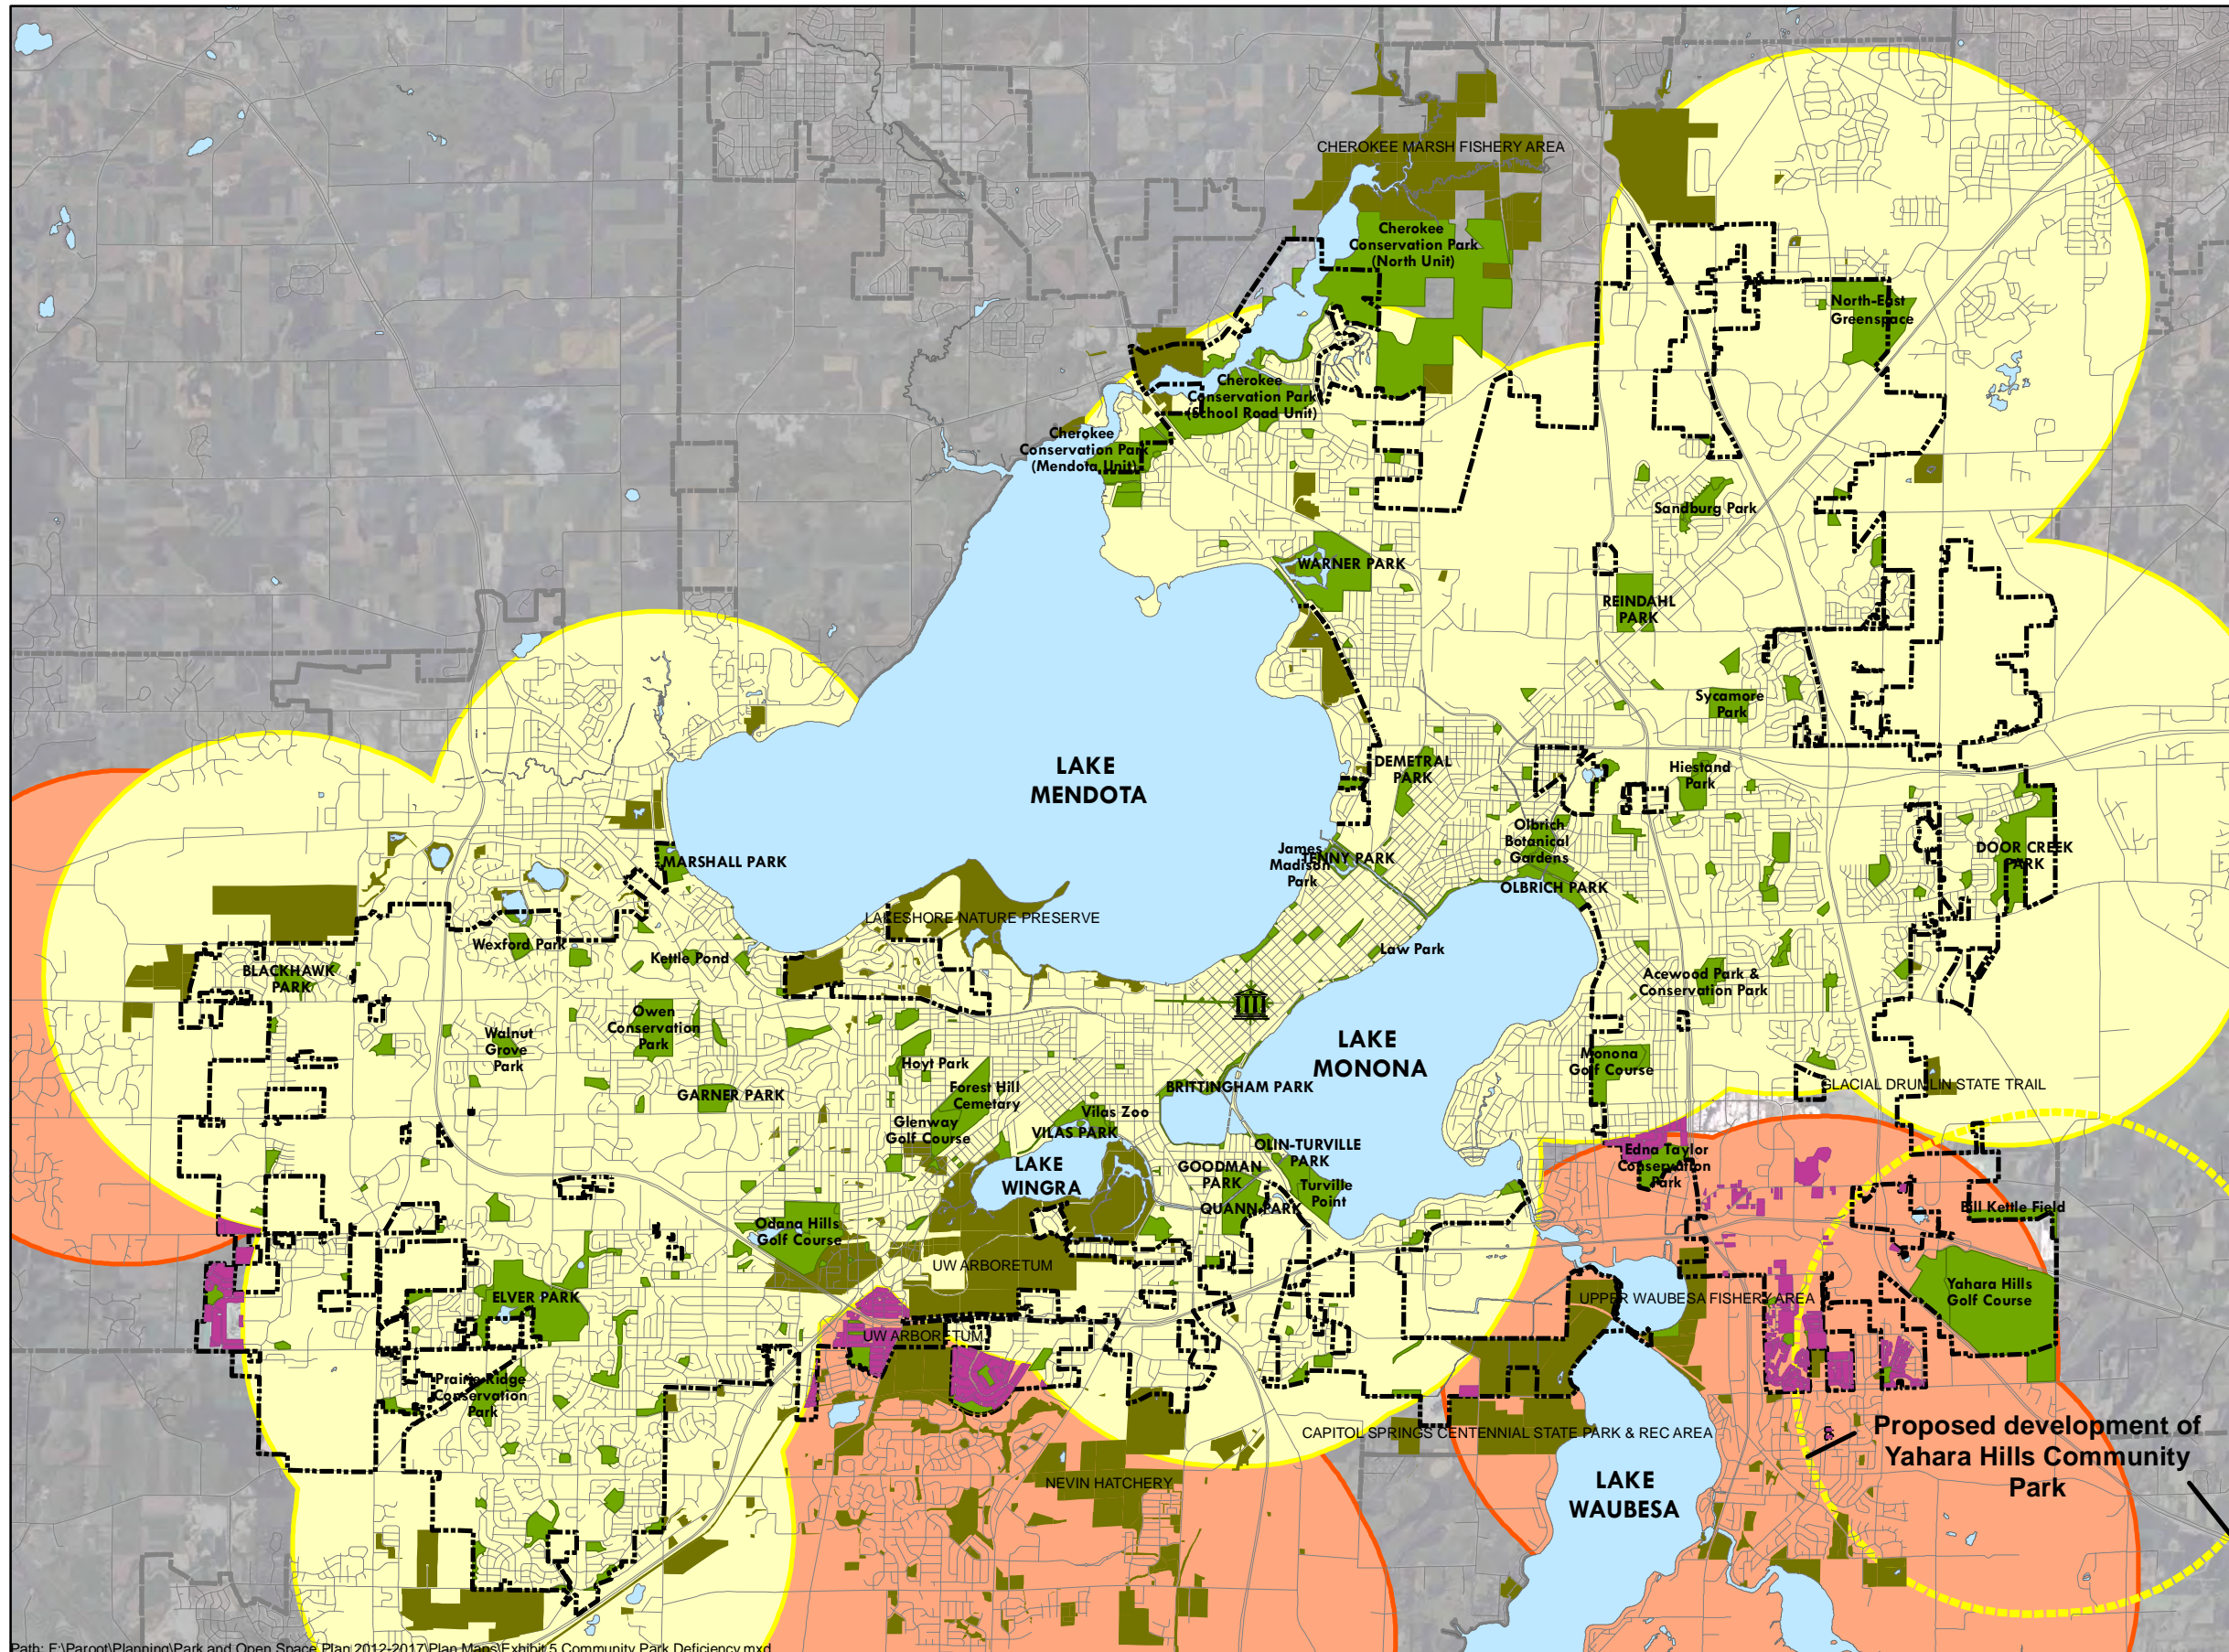 CHEROKEE MARSH FISHERY AREA
Cherokee
Conservation Park
(North Unit)
North-East
Greenspace
Cherokee
Conservation Park
(School Road Unit)
Cherokee
Conservation Park
(Mendota Unit)
Sandburg Park
WARNER PARK
REINDAHL
PARK
Sycamore
Park
LAKE
MENDOTA
DEMETRAL
PARK
Hiestand
Park
Olbrich
Botanical
Gardens
James
Madison
Park
TENNY PARK
DOOR CREEK
PARK
MARSHALL PARK
OLBRICH PARK
LAKESHORE NATURE PRESERVE
Wexford Park
Kettle Pond
Law Park
BLACKHAWK
PARK
Acewood Park &
Conservation Park
Owen
Conservation
Park
Walnut
Grove
Park
LAKE
MONONA
Hoyt Park
Monona
Golf Course
Forest Hill
Cemetary
GARNER PARK
BRITTINGHAM PARK
GLACIAL DRUMLIN STATE TRAIL
Vilas Zoo
VILAS PARK
Glenway
Golf Course
OLIN-TURVILLE
PARK
Edna Taylor
Conservation
Park
LAKE
WINGRA
GOODMAN
PARK
Turville
Point
QUANN PARK
Bill Kettle Field
Odana Hills
Golf Course
UW ARBORETUM
ELVER PARK
UPPER WAUBESA FISHERY AREA
Yahara Hills
Golf Course
UW ARBORETUM
Prairie Ridge
Conservation
Park
CAPITOL SPRINGS CENTENNIAL STATE PARK & REC AREA
Proposed development of
Yahara Hills Community
Park
NEVIN HATCHERY
LAKE
WAUBESA
Path: F:\Paroot\Planning\Park and Open Space Plan 2012-2017\Plan Maps\Exhibit 5 Community Park Deficiency.mxd